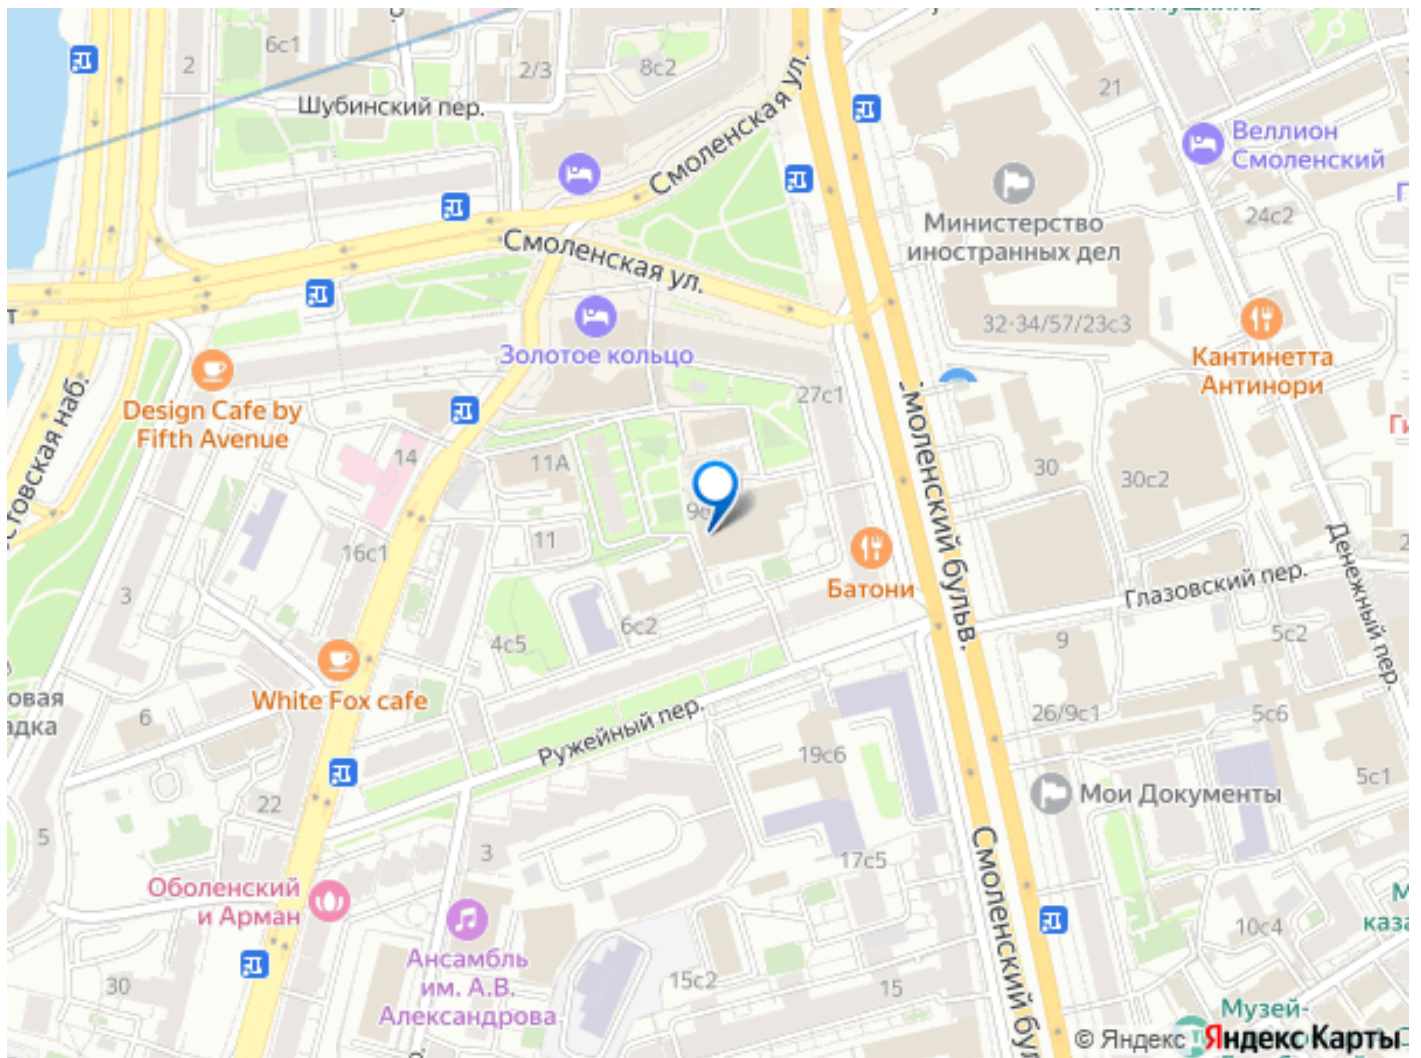 6с1
2
2/3
8с2
Шубинский пер.
Смоленская ул.
21
Веллион
Смоленский
Министерство
иностранных дел
24с2
Смоленская ул.
32-34/57/23с3
Золотое кольцо
Кантинетта
Антинори
27с1
Design Cafe by
Fifth Avenue
14
11А
30
30с2
Смоленский бульв.
16с1
11
Батони
Глазовский пер.
Денежный пер.
3
4с5
6с2
9
5с2
White Fox cafe
6
Ружейный пер.
26/9с1
5с6
19с6
5с1
Мои Документы
22
5
3
17с5
Оболенский
и Арман
Ансамбль
им. А.В.
Александрова
10с4
30
15с2
15
Музей-
© Яндекс Яндекс Карты